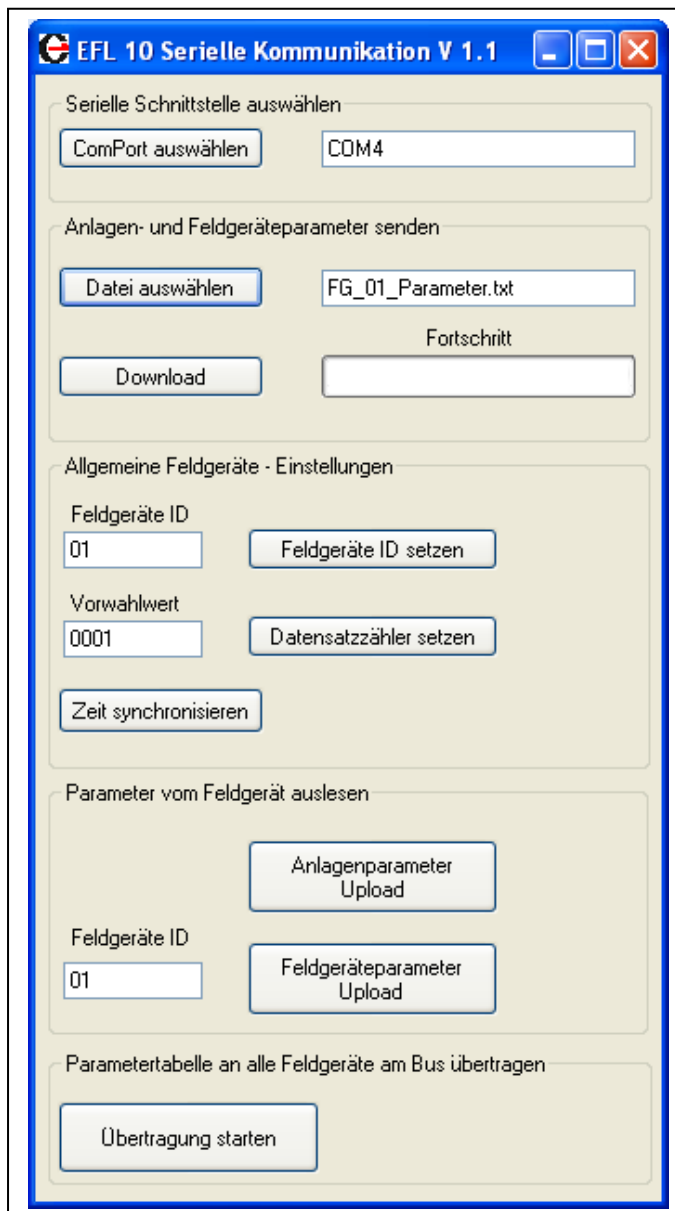 EFL 10 Serielle Kommunikation V 1.1
Serielle Schnittstelle auswählen
ComPort auswählen COM4
Anlagen- und Feldgeräteparameter senden
Datei auswählen FG_01_Parameter.txt
Fortschritt
Download
Allgemeine Feldgeräte - Einstellungen
Feldgeräte ID
01 Feldgeräte ID setzen
Vorwahlwert
0001 Datensatzzähler setzen
Zeit synchronisieren
Parameter vom Feldgerät auslesen
Anlagenparameter
Upload
Feldgeräte ID
01
Feldgeräteparameter
Upload
Parametertabelle an alle Feldgeräte am Bus übertragen
Übertragung starten